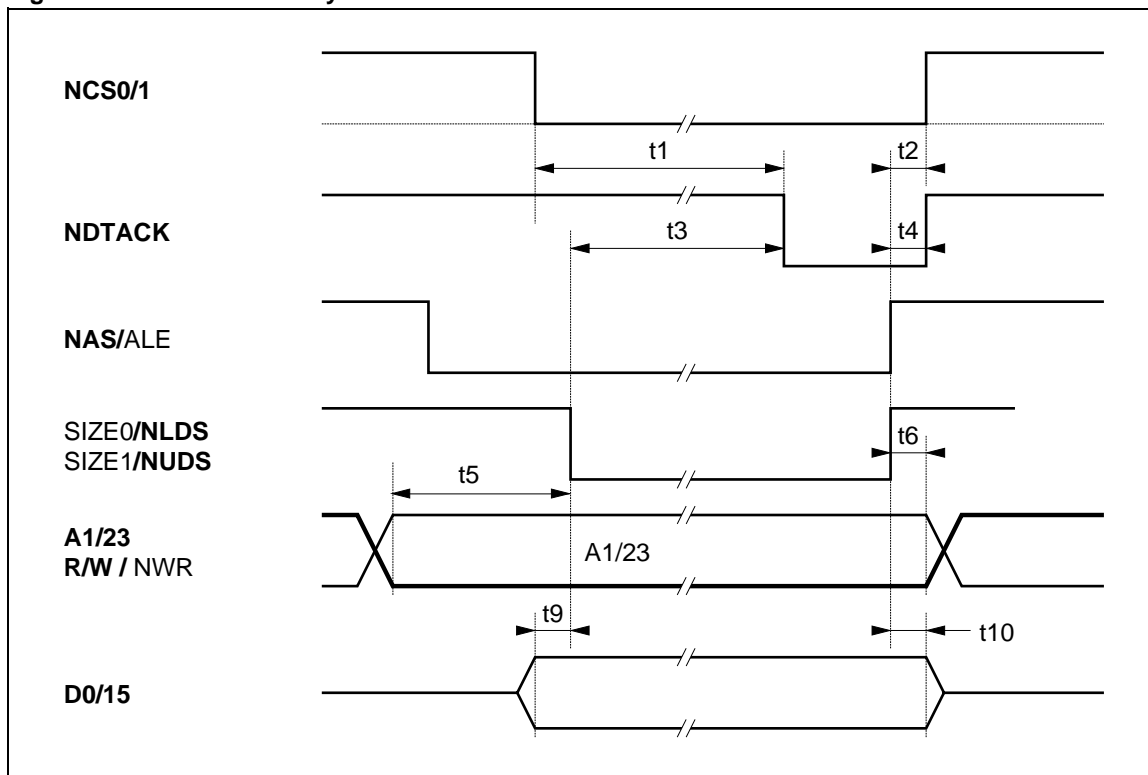 NCS0/1
t1
t2
NDTACK
t3
t4
NAS/ALE
SIZE0/NLDS
SIZE1/NUDS
t6
t5
A1/23
R/W / NWR
A1/23
t9
t10
D0/15